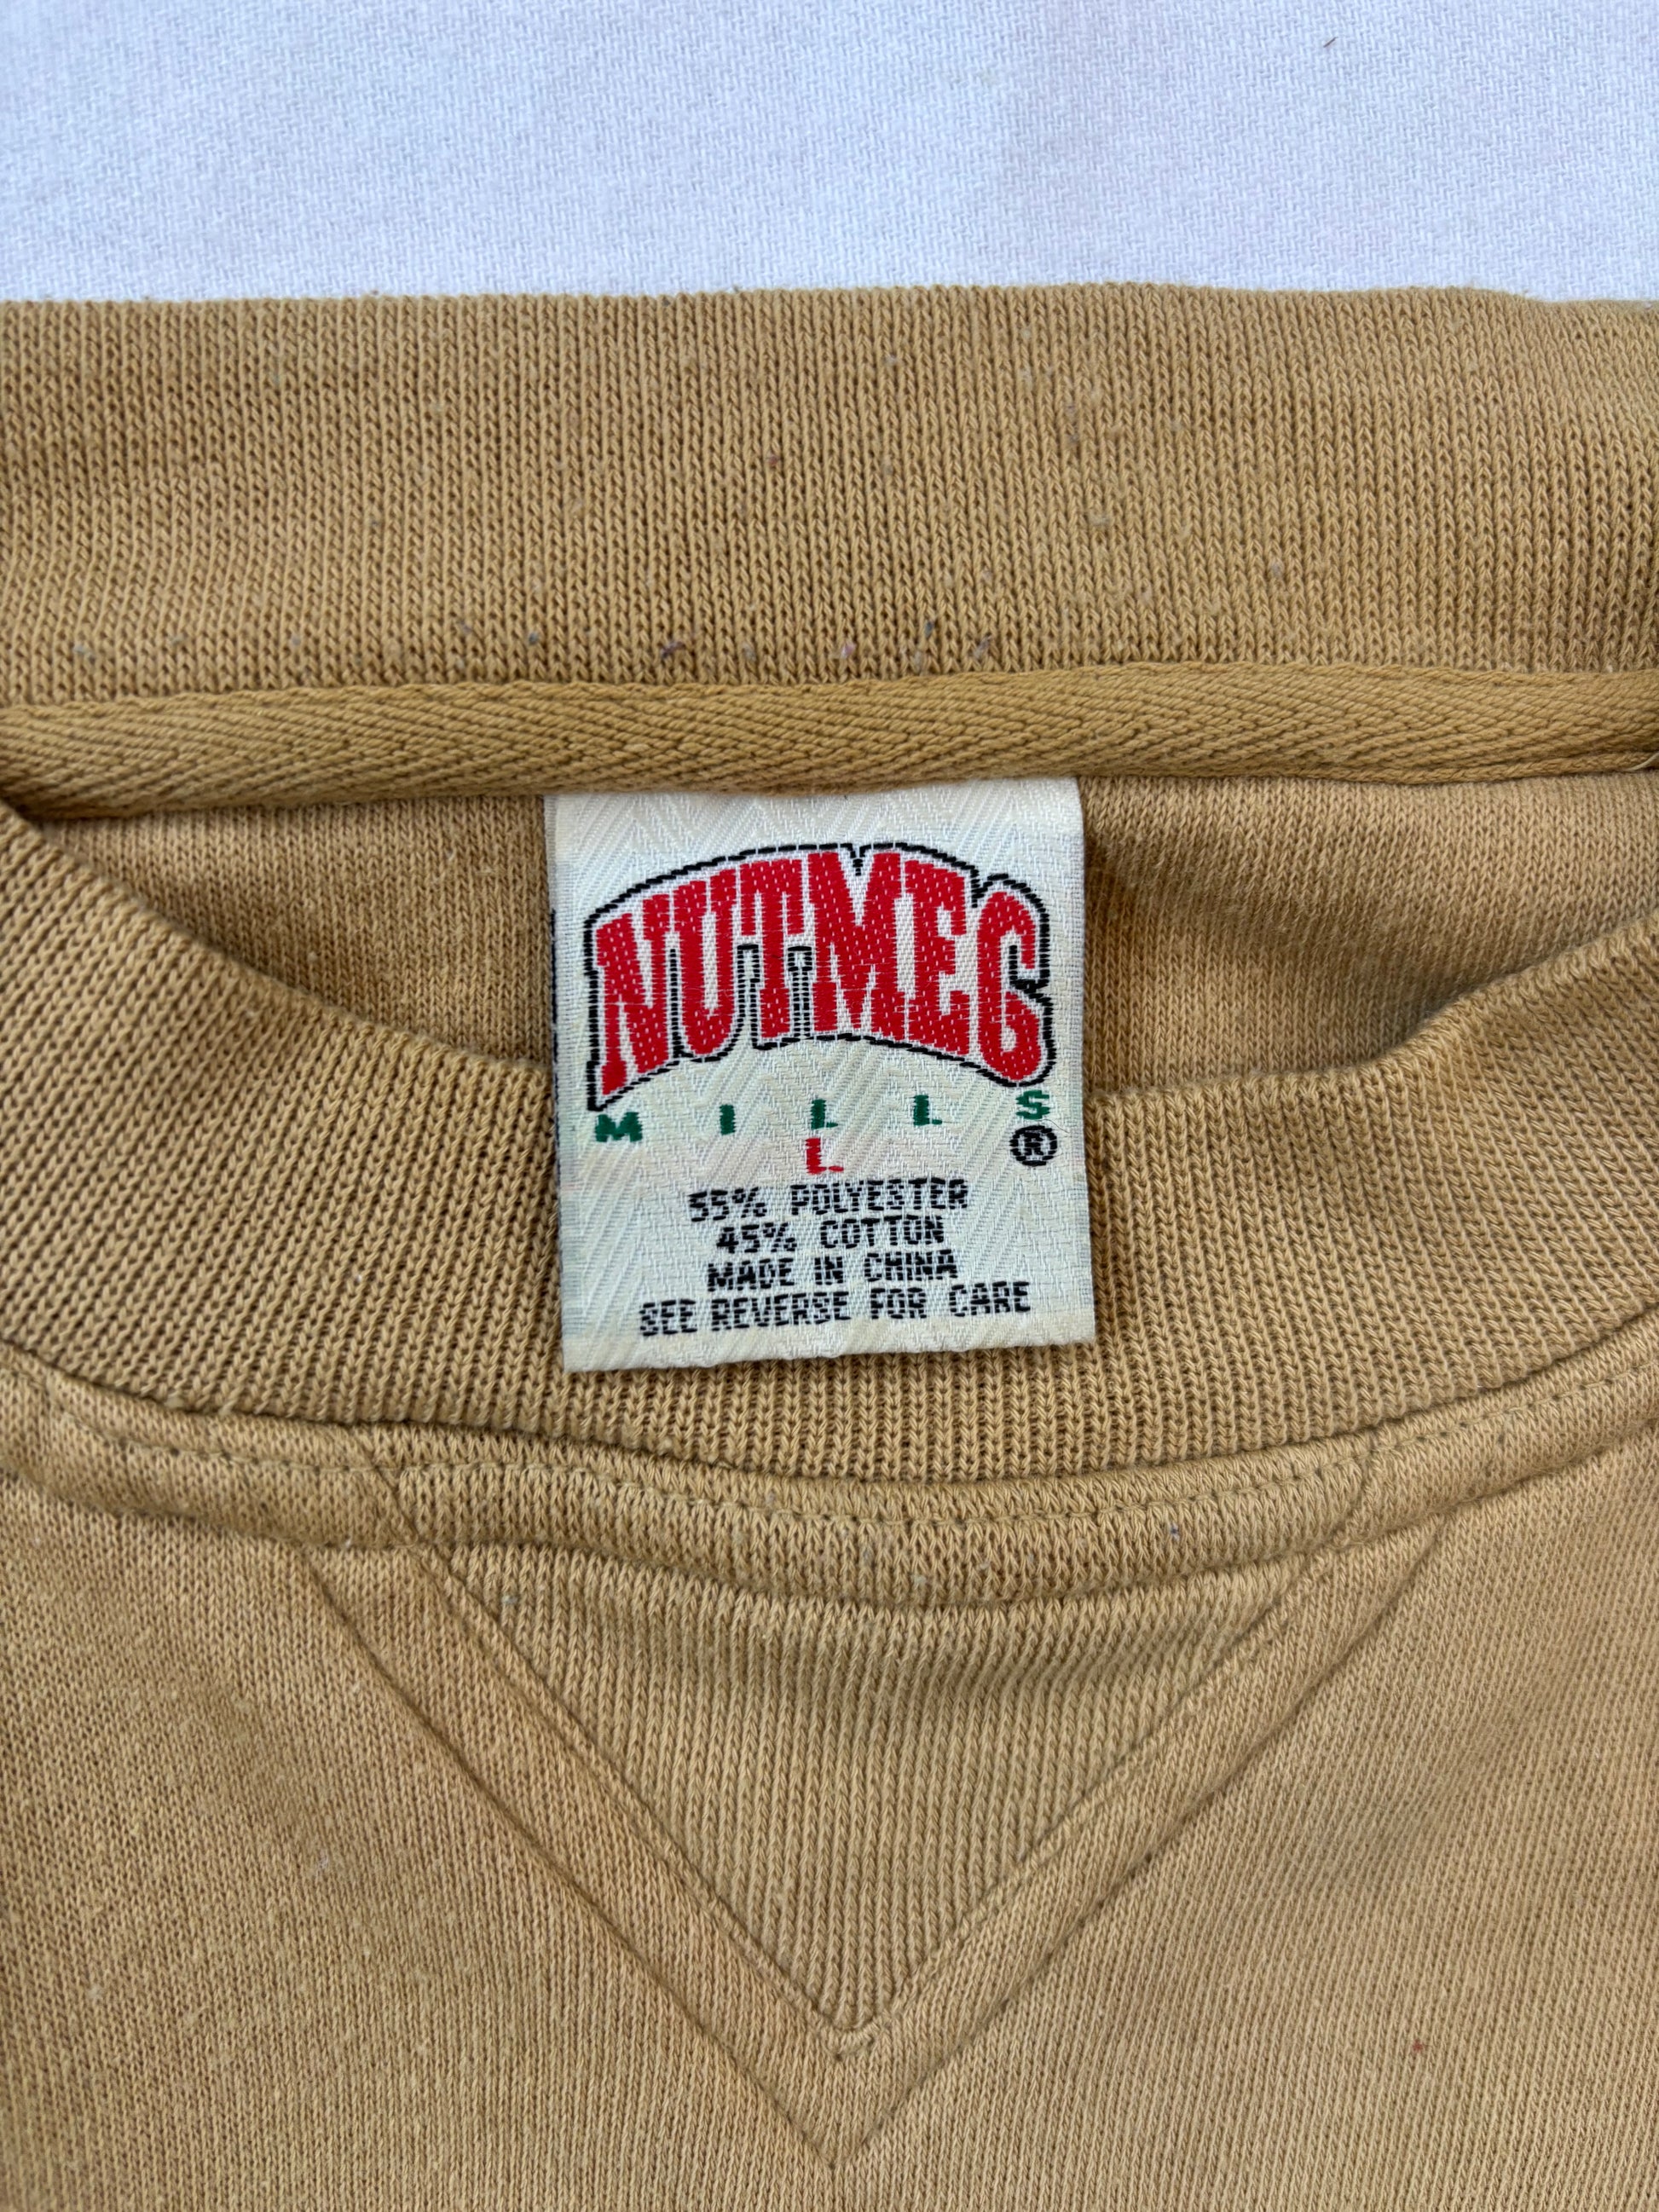 NUTMEG
MILLS
®
L
55% POLYESTER
45% COTTON
MADE IN CHINA
SEE REVERSE FOR CARE